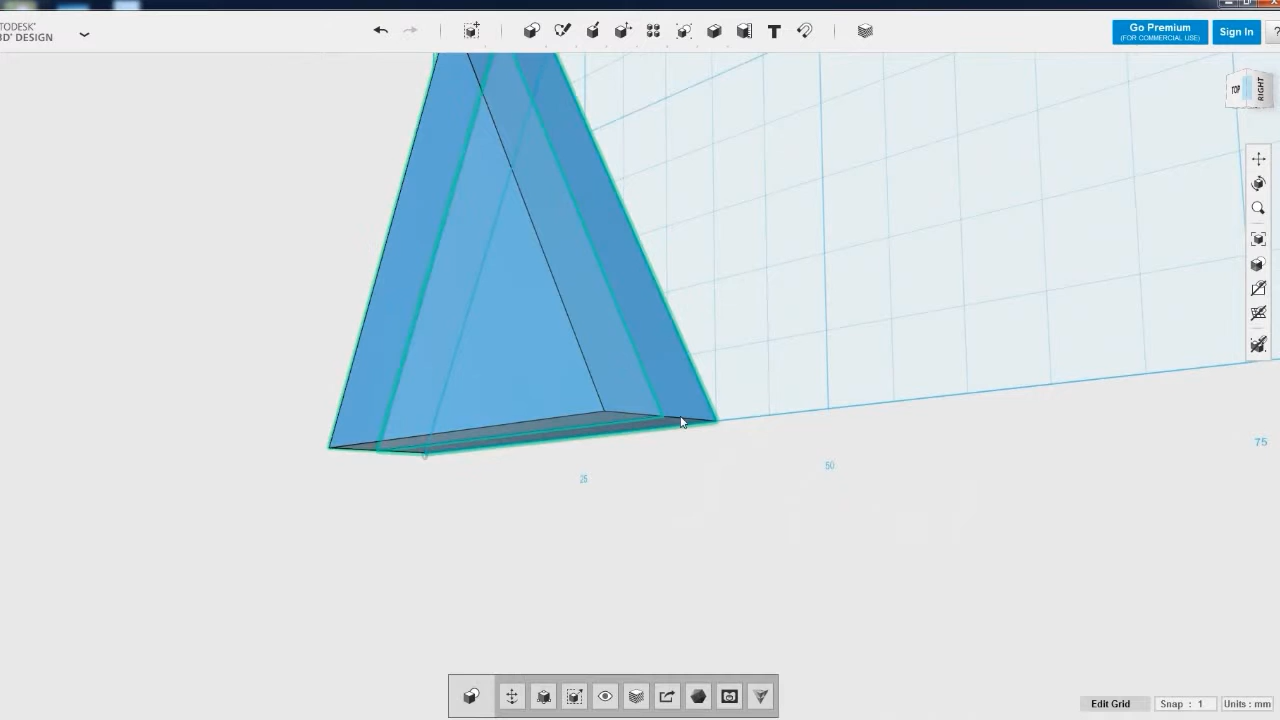 TODESK®
3D® DESIGN
Go Premium
(FOR COMMERCIAL USE)
Sign In
?
TOP
RIGHT
25
50
75
Edit Grid
Snap : 1
Units : mm